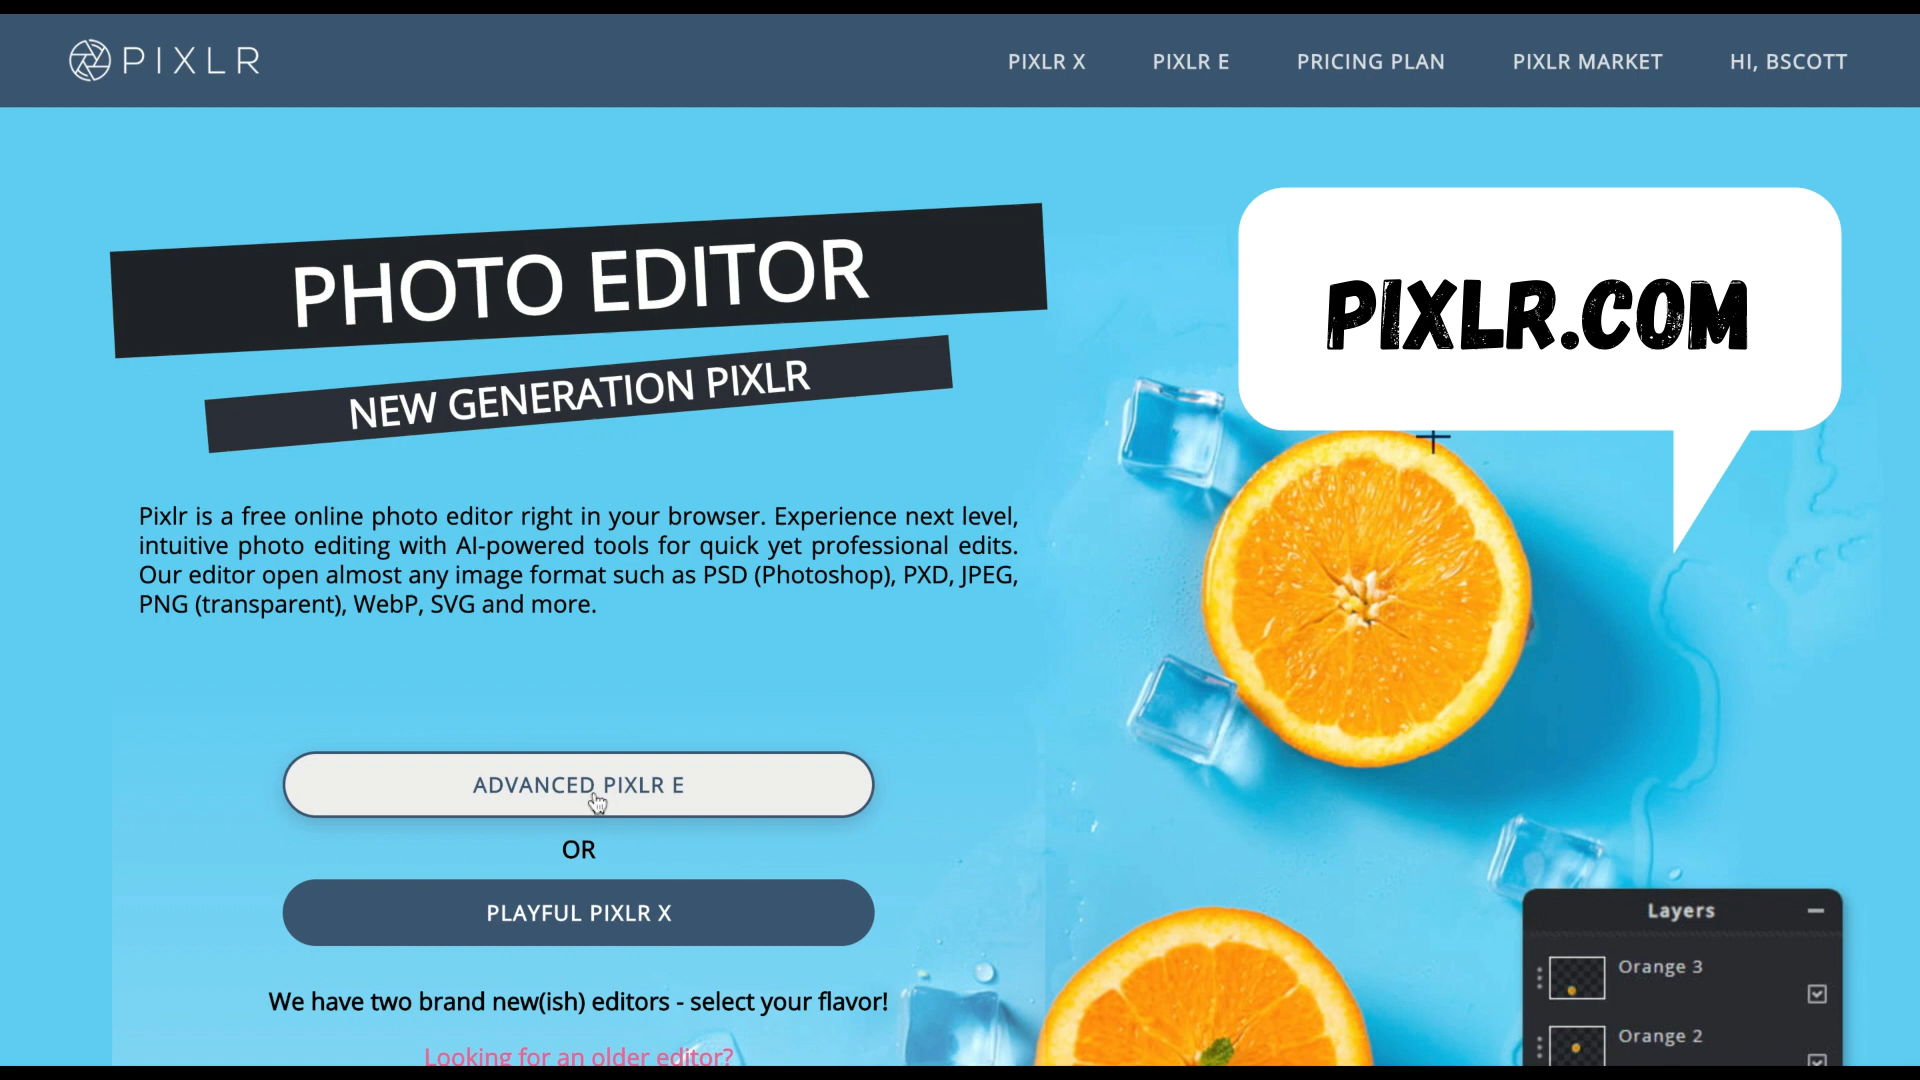 PIXLR
PIXLR X
PIXLR E
PRICING PLAN
PIXLR MARKET
HI, BSCOTT
PHOTO EDITOR
NEW GENERATION PIXLR
PIXLR.COM
Pixlr is a free online photo editor right in your browser. Experience next level,
intuitive photo editing with AI-powered tools for quick yet professional edits.
Our editor open almost any image format such as PSD (Photoshop), PXD, JPEG,
PNG (transparent), WebP, SVG and more.
ADVANCED PIXLR E
OR
PLAYFUL PIXLR X
We have two brand new(ish) editors - select your flavor!
Looking for an older editor?
Layers
Orange 3
Orange 2